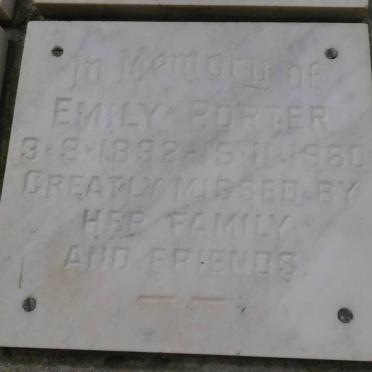 In Memory of
EMILY PORTER
3·8·1898-15·11·1980
GREATLY MISSED BY
HER FAMILY
AND FRIENDS.